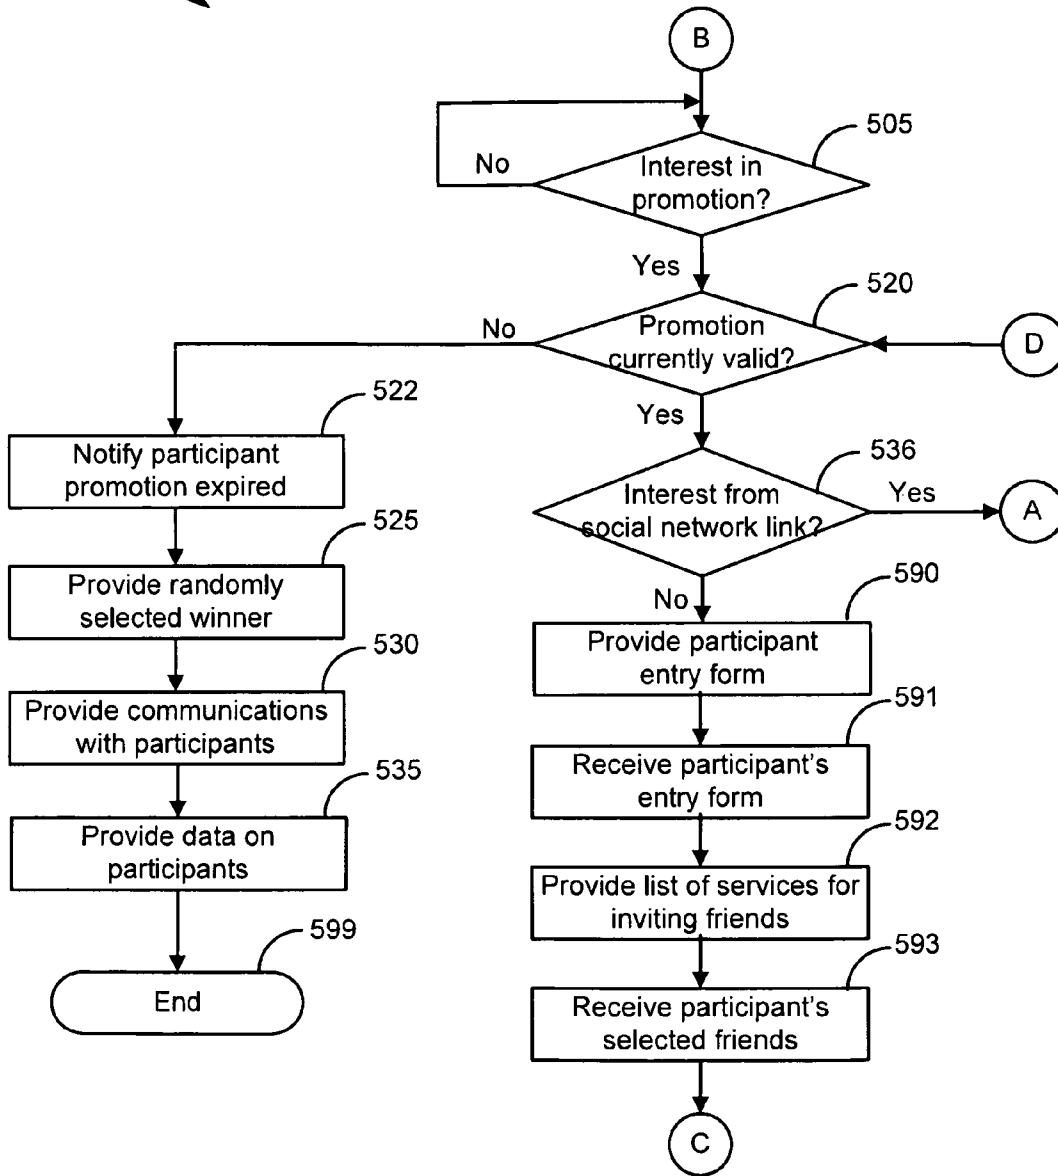 B
505
No
Interest in
promotion?
Yes
520
No
Promotion
currently valid?
D
522
Yes
Notify participant
promotion expired
536
Interest from
social network link?
Yes
A
525
Provide randomly
selected winner
590
No
Provide participant
entry form
530
Provide communications
with participants
591
Receive participant's
entry form
535
Provide data on
participants
592
Provide list of services for
inviting friends
599
End
593
Receive participant's
selected friends
C